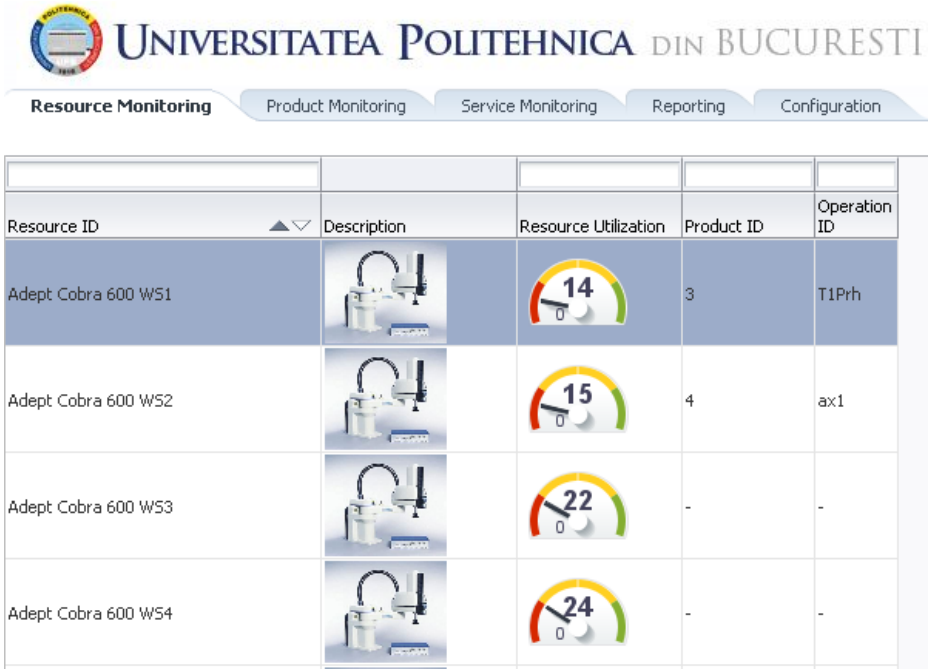 UNIVERSITATEA POLITEHNICA DIN BUCURESTI
Resource Monitoring Product Monitoring Service Monitoring Reporting Configuration
Resource ID Description Resource Utilization Product ID Operation ID
Adept Cobra 600 WS1 14 0 3 T1Prh
Adept Cobra 600 WS2 15 0 4 ax1
Adept Cobra 600 WS3 22 0 - -
Adept Cobra 600 WS4 24 0 - -